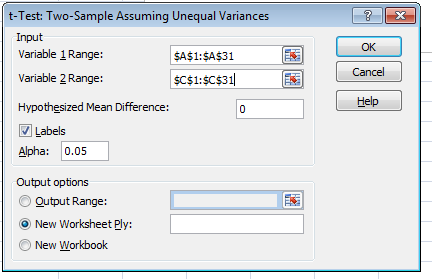 t-Test: Two-Sample Assuming Unequal Variances
Input
Variable 1 Range: $A$1:$A$31
Variable 2 Range: $C$1:$C$31
Hypothesized Mean Difference: 0
Labels
Alpha: 0.05
OK
Cancel
Help
Output options
Output Range:
New Worksheet Ply:
New Workbook